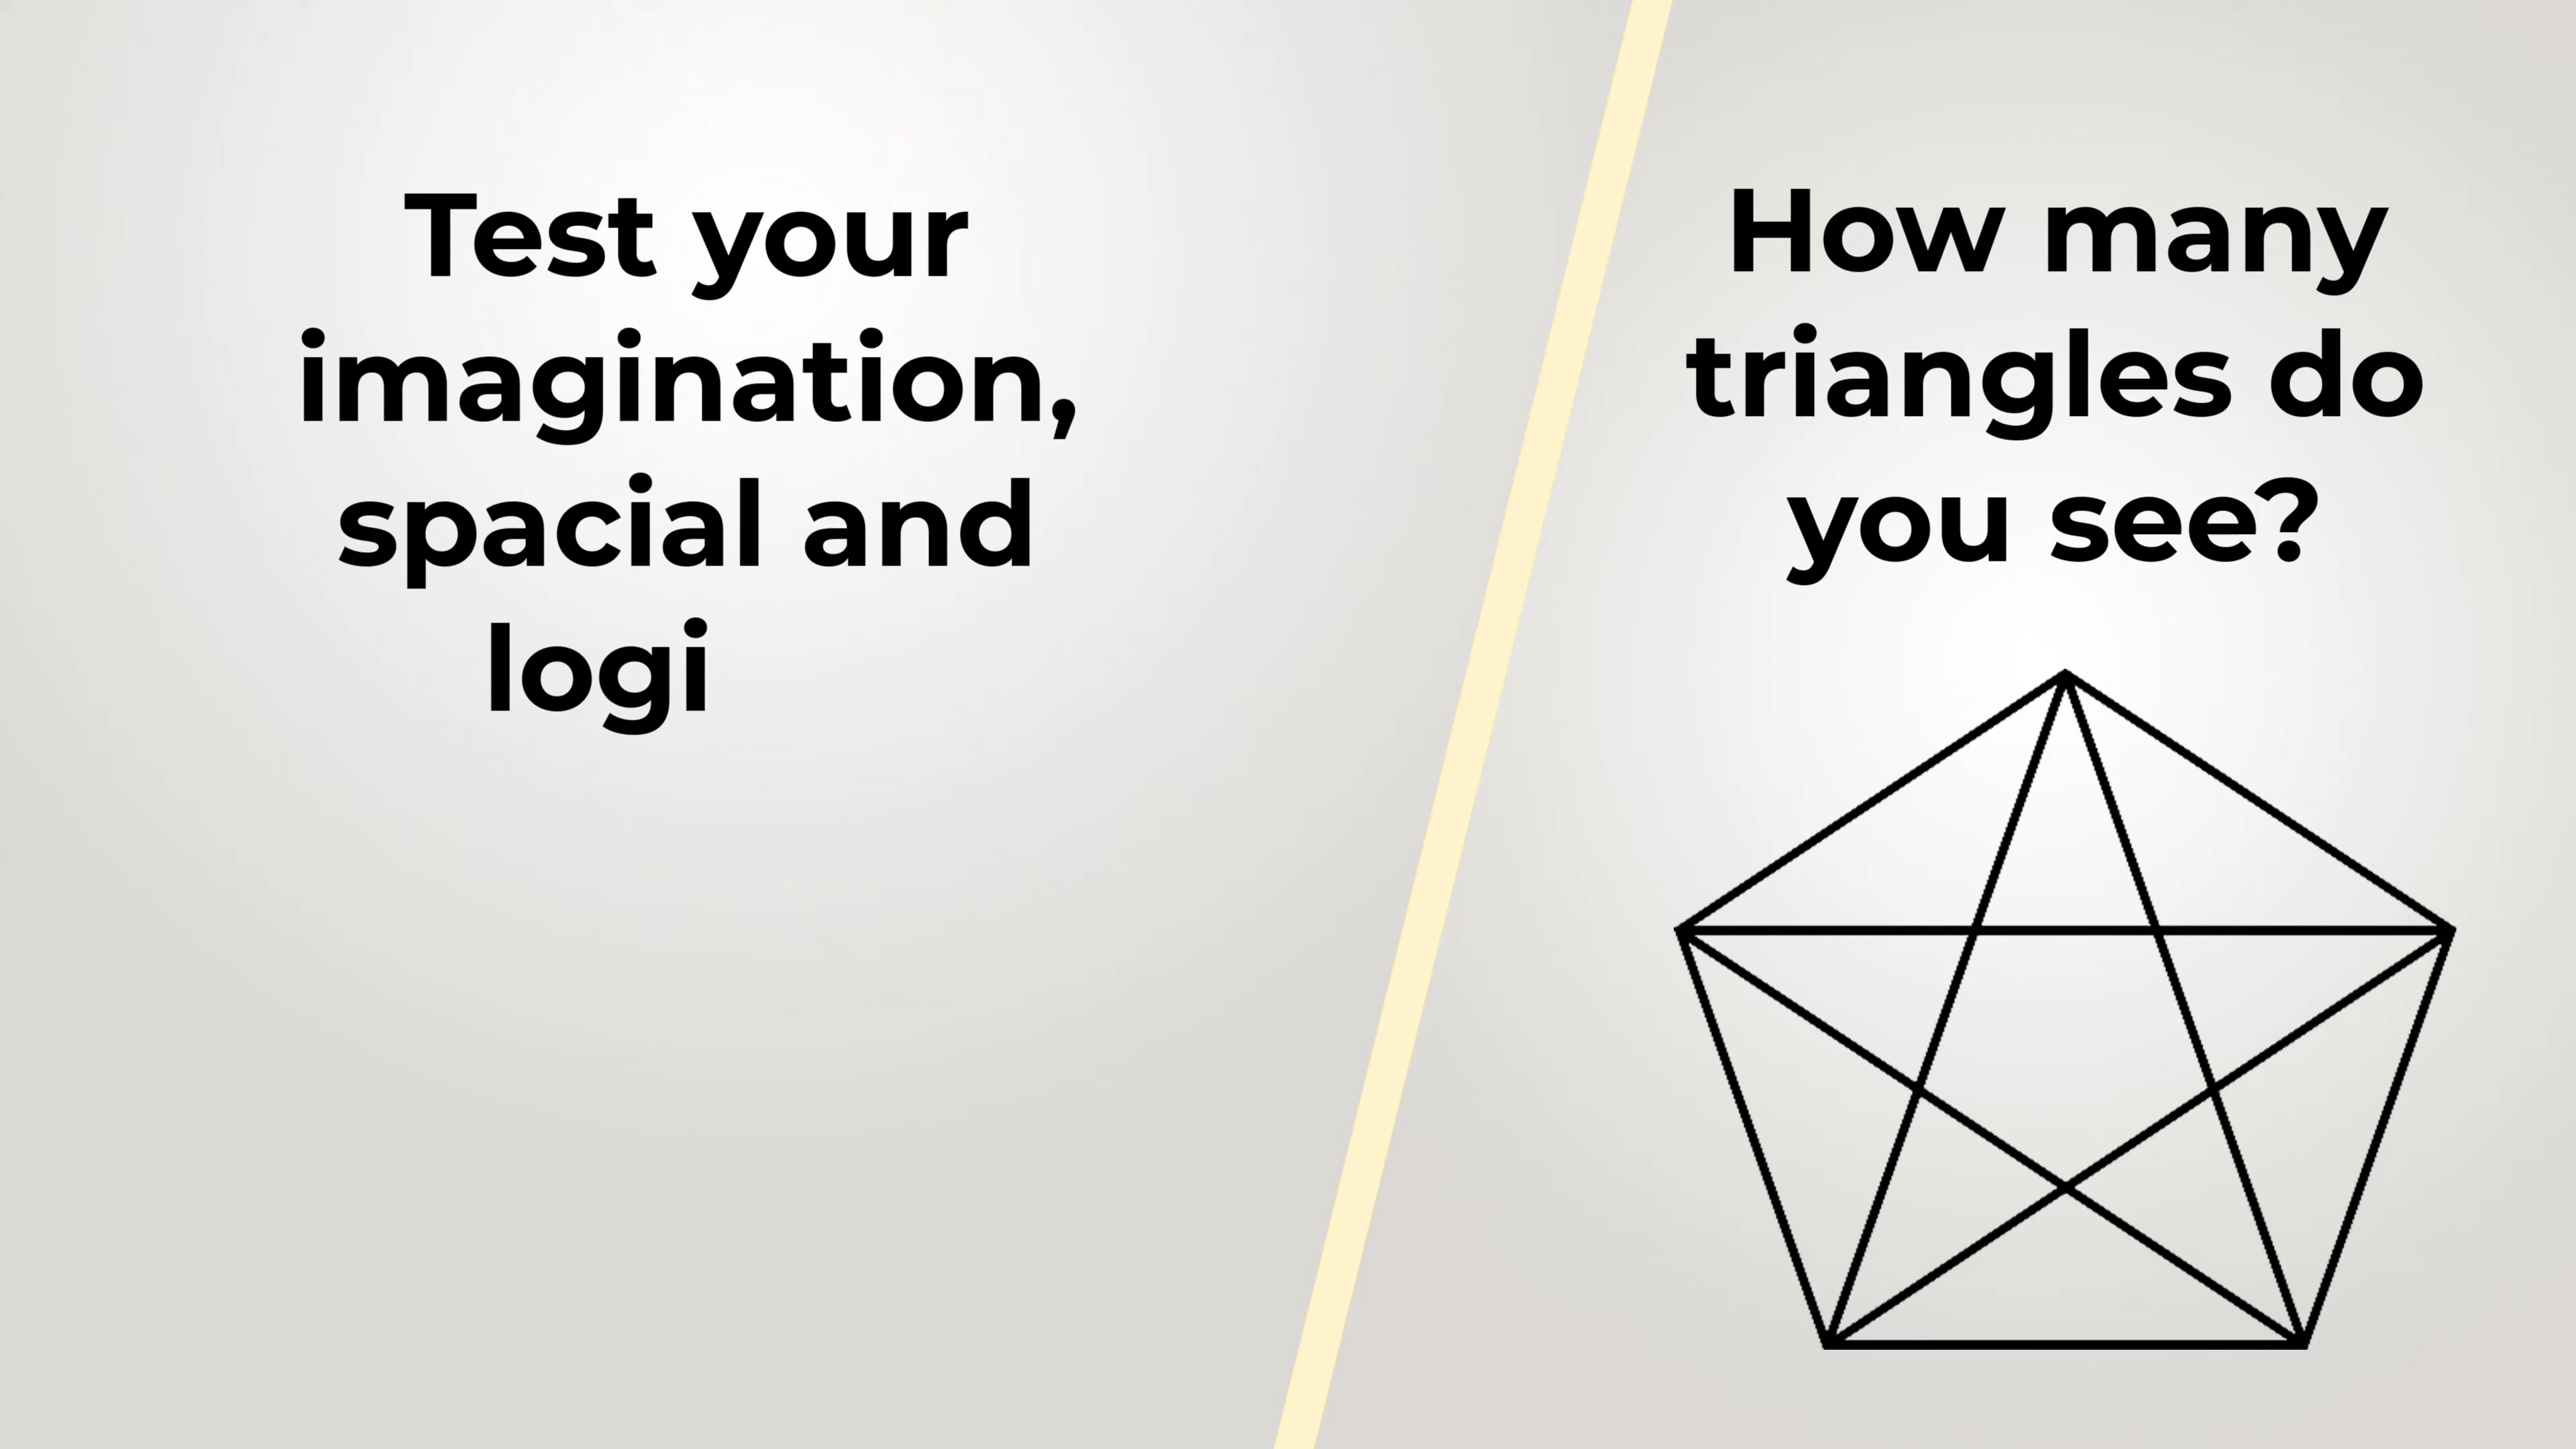 Test your
imagination,
spacial and
logi
How many
triangles do
you see?